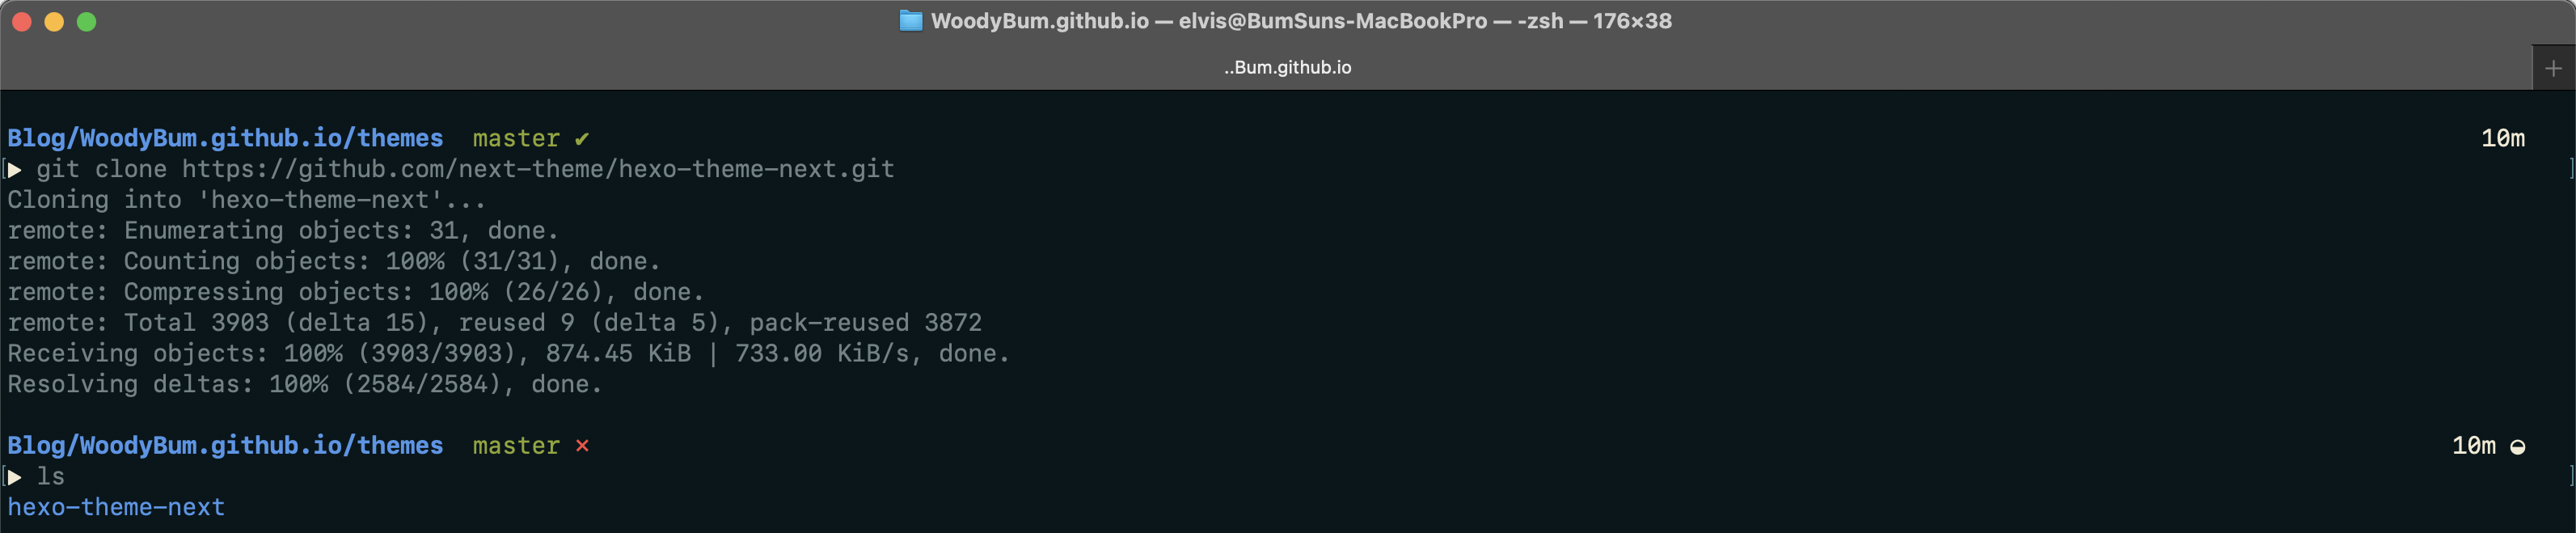 WoodyBum.github.io — elvis@BumSuns-MacBookPro — -zsh — 176×38
..Bum.github.io
Blog/WoodyBum.github.io/themes  master ✔ 10m
▶ git clone https://github.com/next-theme/hexo-theme-next.git
Cloning into 'hexo-theme-next'...
remote: Enumerating objects: 31, done.
remote: Counting objects: 100% (31/31), done.
remote: Compressing objects: 100% (26/26), done.
remote: Total 3903 (delta 15), reused 9 (delta 5), pack-reused 3872
Receiving objects: 100% (3903/3903), 874.45 KiB | 733.00 KiB/s, done.
Resolving deltas: 100% (2584/2584), done.
Blog/WoodyBum.github.io/themes  master × 10m ◒
▶ ls
hexo-theme-next